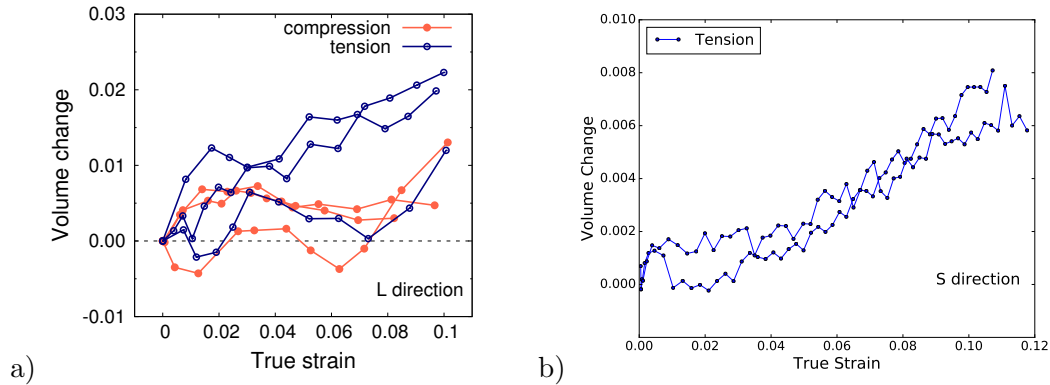 a)
Volume change
0.03
0.02
0.01
0.00
-0.01
compression
tension
L direction
0 0.02 0.04 0.06 0.08 0.1
True strain
b)
Volume Change
0.010
0.008
0.006
0.004
0.002
0.000
Tension
S direction
0.00 0.02 0.04 0.06 0.08 0.10 0.12
True Strain